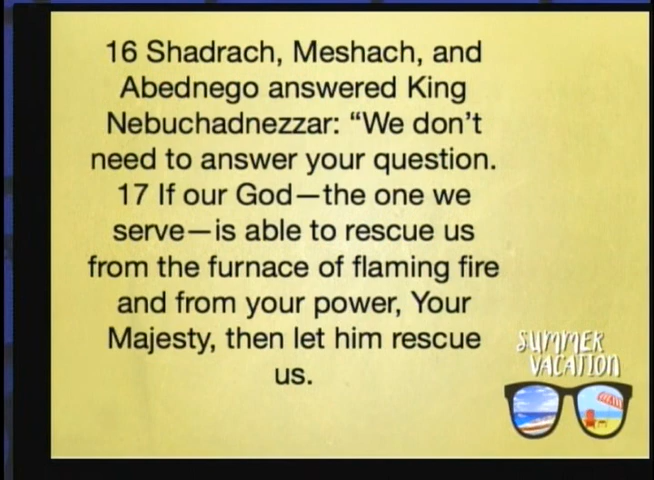 16 Shadrach, Meshach, and
Abednego answered King
Nebuchadnezzar: “We don’t
need to answer your question.
17 If our God—the one we
serve—is able to rescue us
from the furnace of flaming fire
and from your power, Your
Majesty, then let him rescue
us.
SUMMER
VACATION